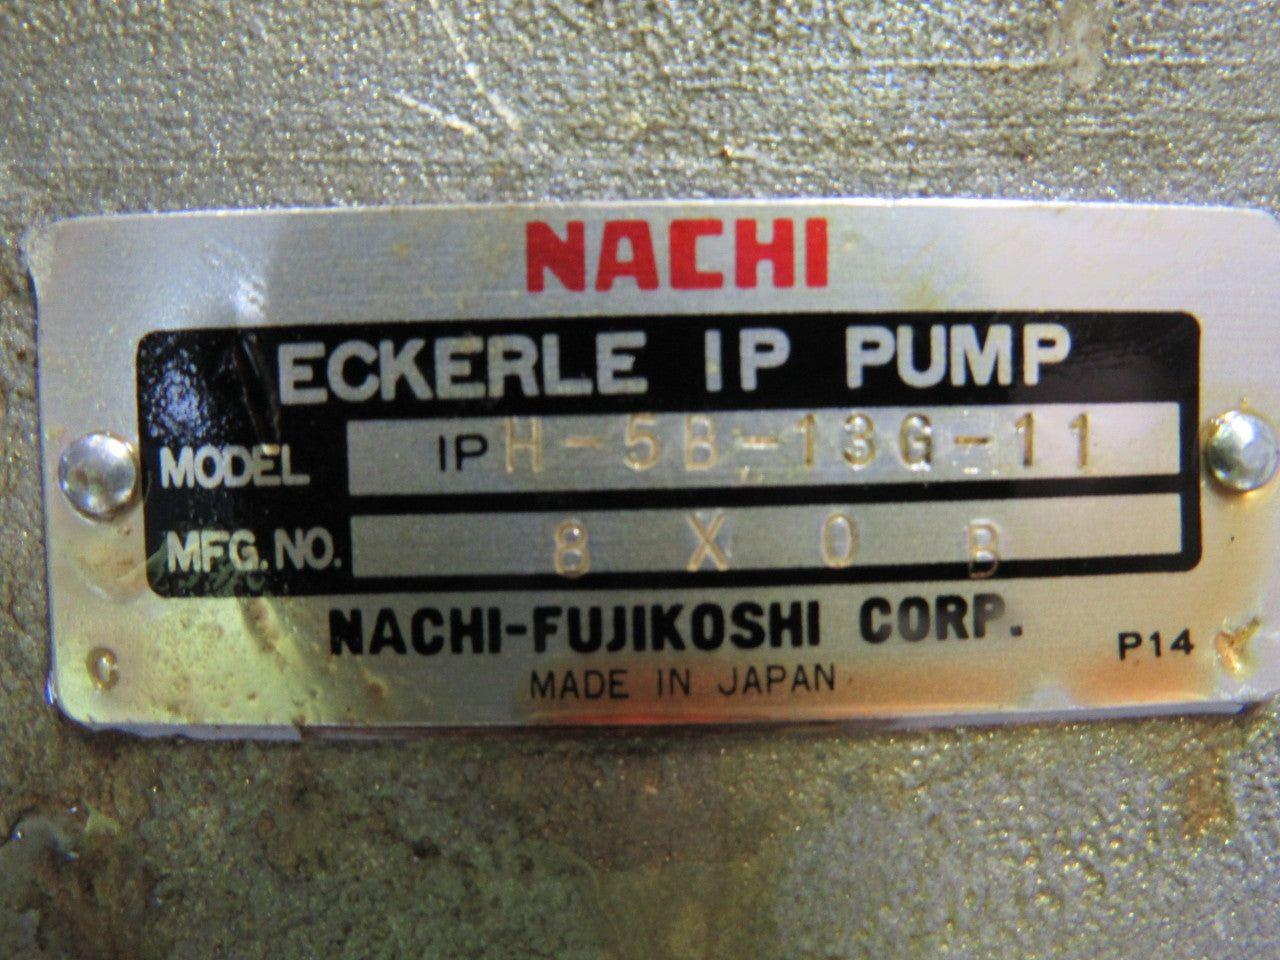 NACHI
ECKERLE IP PUMP
MODEL IPH-5B-13G-11
MFG. NO. 8 X 0 B
NACHI-FUJIKOSHI CORP.
P14
MADE IN JAPAN